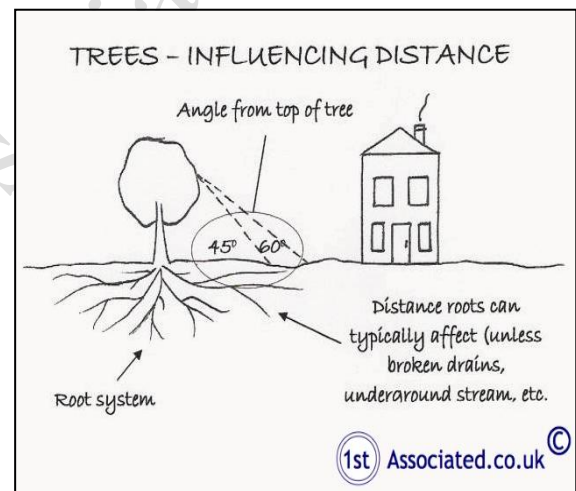 TREES – INFLUENCING DISTANCE
Angle from top of tree
45° 60°
Distance roots can
typically affect (unless
broken drains,
underaround stream, etc.
Root system
1st Associated.co.uk ©